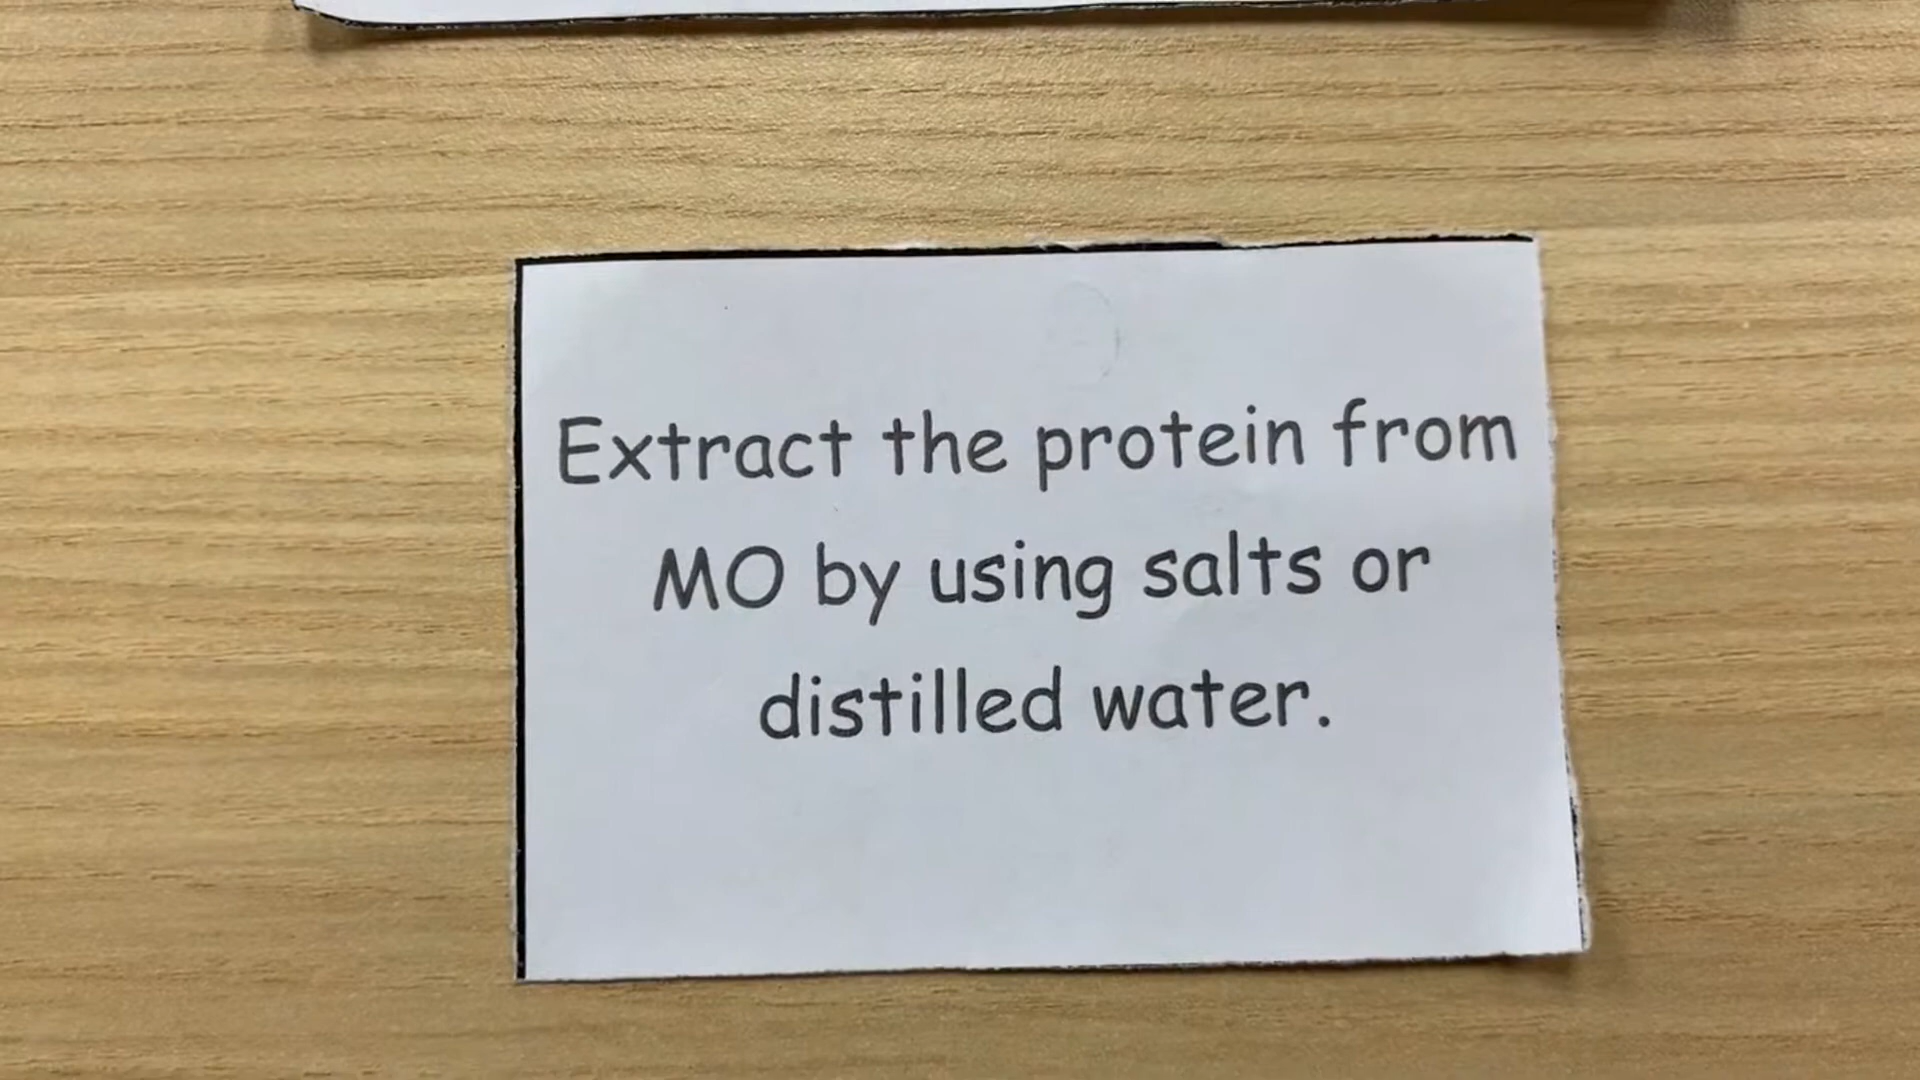 Extract the protein from
MO by using salts or
distilled water.